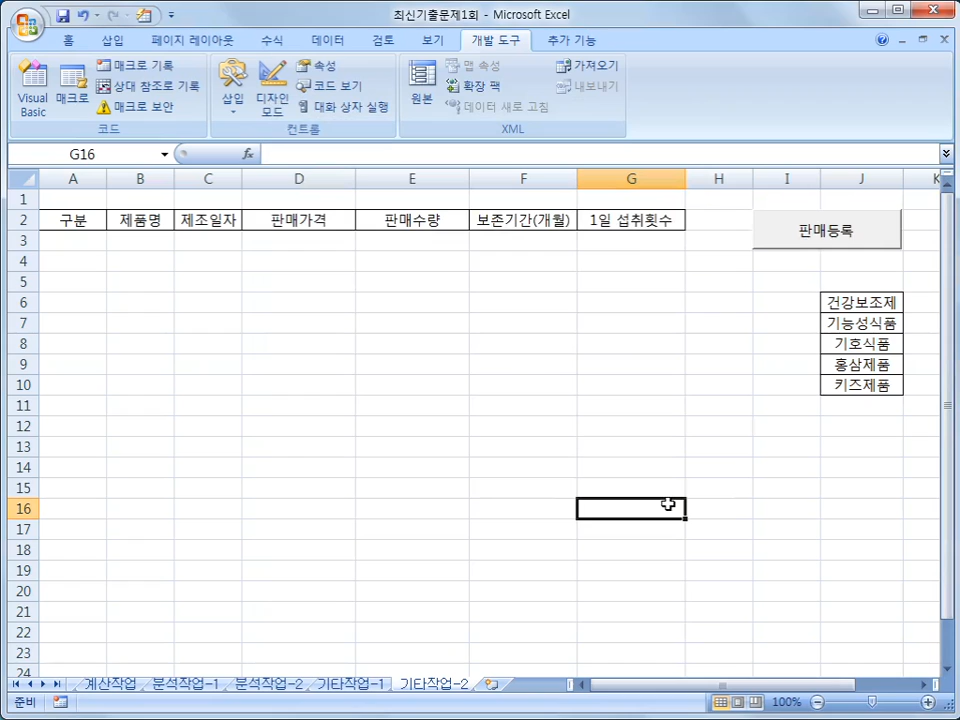 최신기출문제1회 - Microsoft Excel
홈 삽입 페이지 레이아웃 수식 데이터 검토 보기 개발 도구 추가 기능
Visual Basic
매크로
매크로 기록
상대 참조로 기록
매크로 보안
코드
삽입
디자인 모드
속성
코드 보기
대화 상자 실행
컨트롤
원본
맵 속성
확장 팩
데이터 새로 고침
가져오기
내보내기
XML
G16 fx
A B C D E F G H I J K
1
2 구분 제품명 제조일자 판매가격 판매수량 보존기간(개월) 1일 섭취횟수
판매등록
3
4
5
6 건강보조제
7 기능성식품
8 기호식품
9 홍삼제품
10 키즈제품
11
12
13
14
15
16
17
18
19
20
21
22
23
24
계산작업 분석작업-1 분석작업-2 기타작업-1 기타작업-2
준비 100%